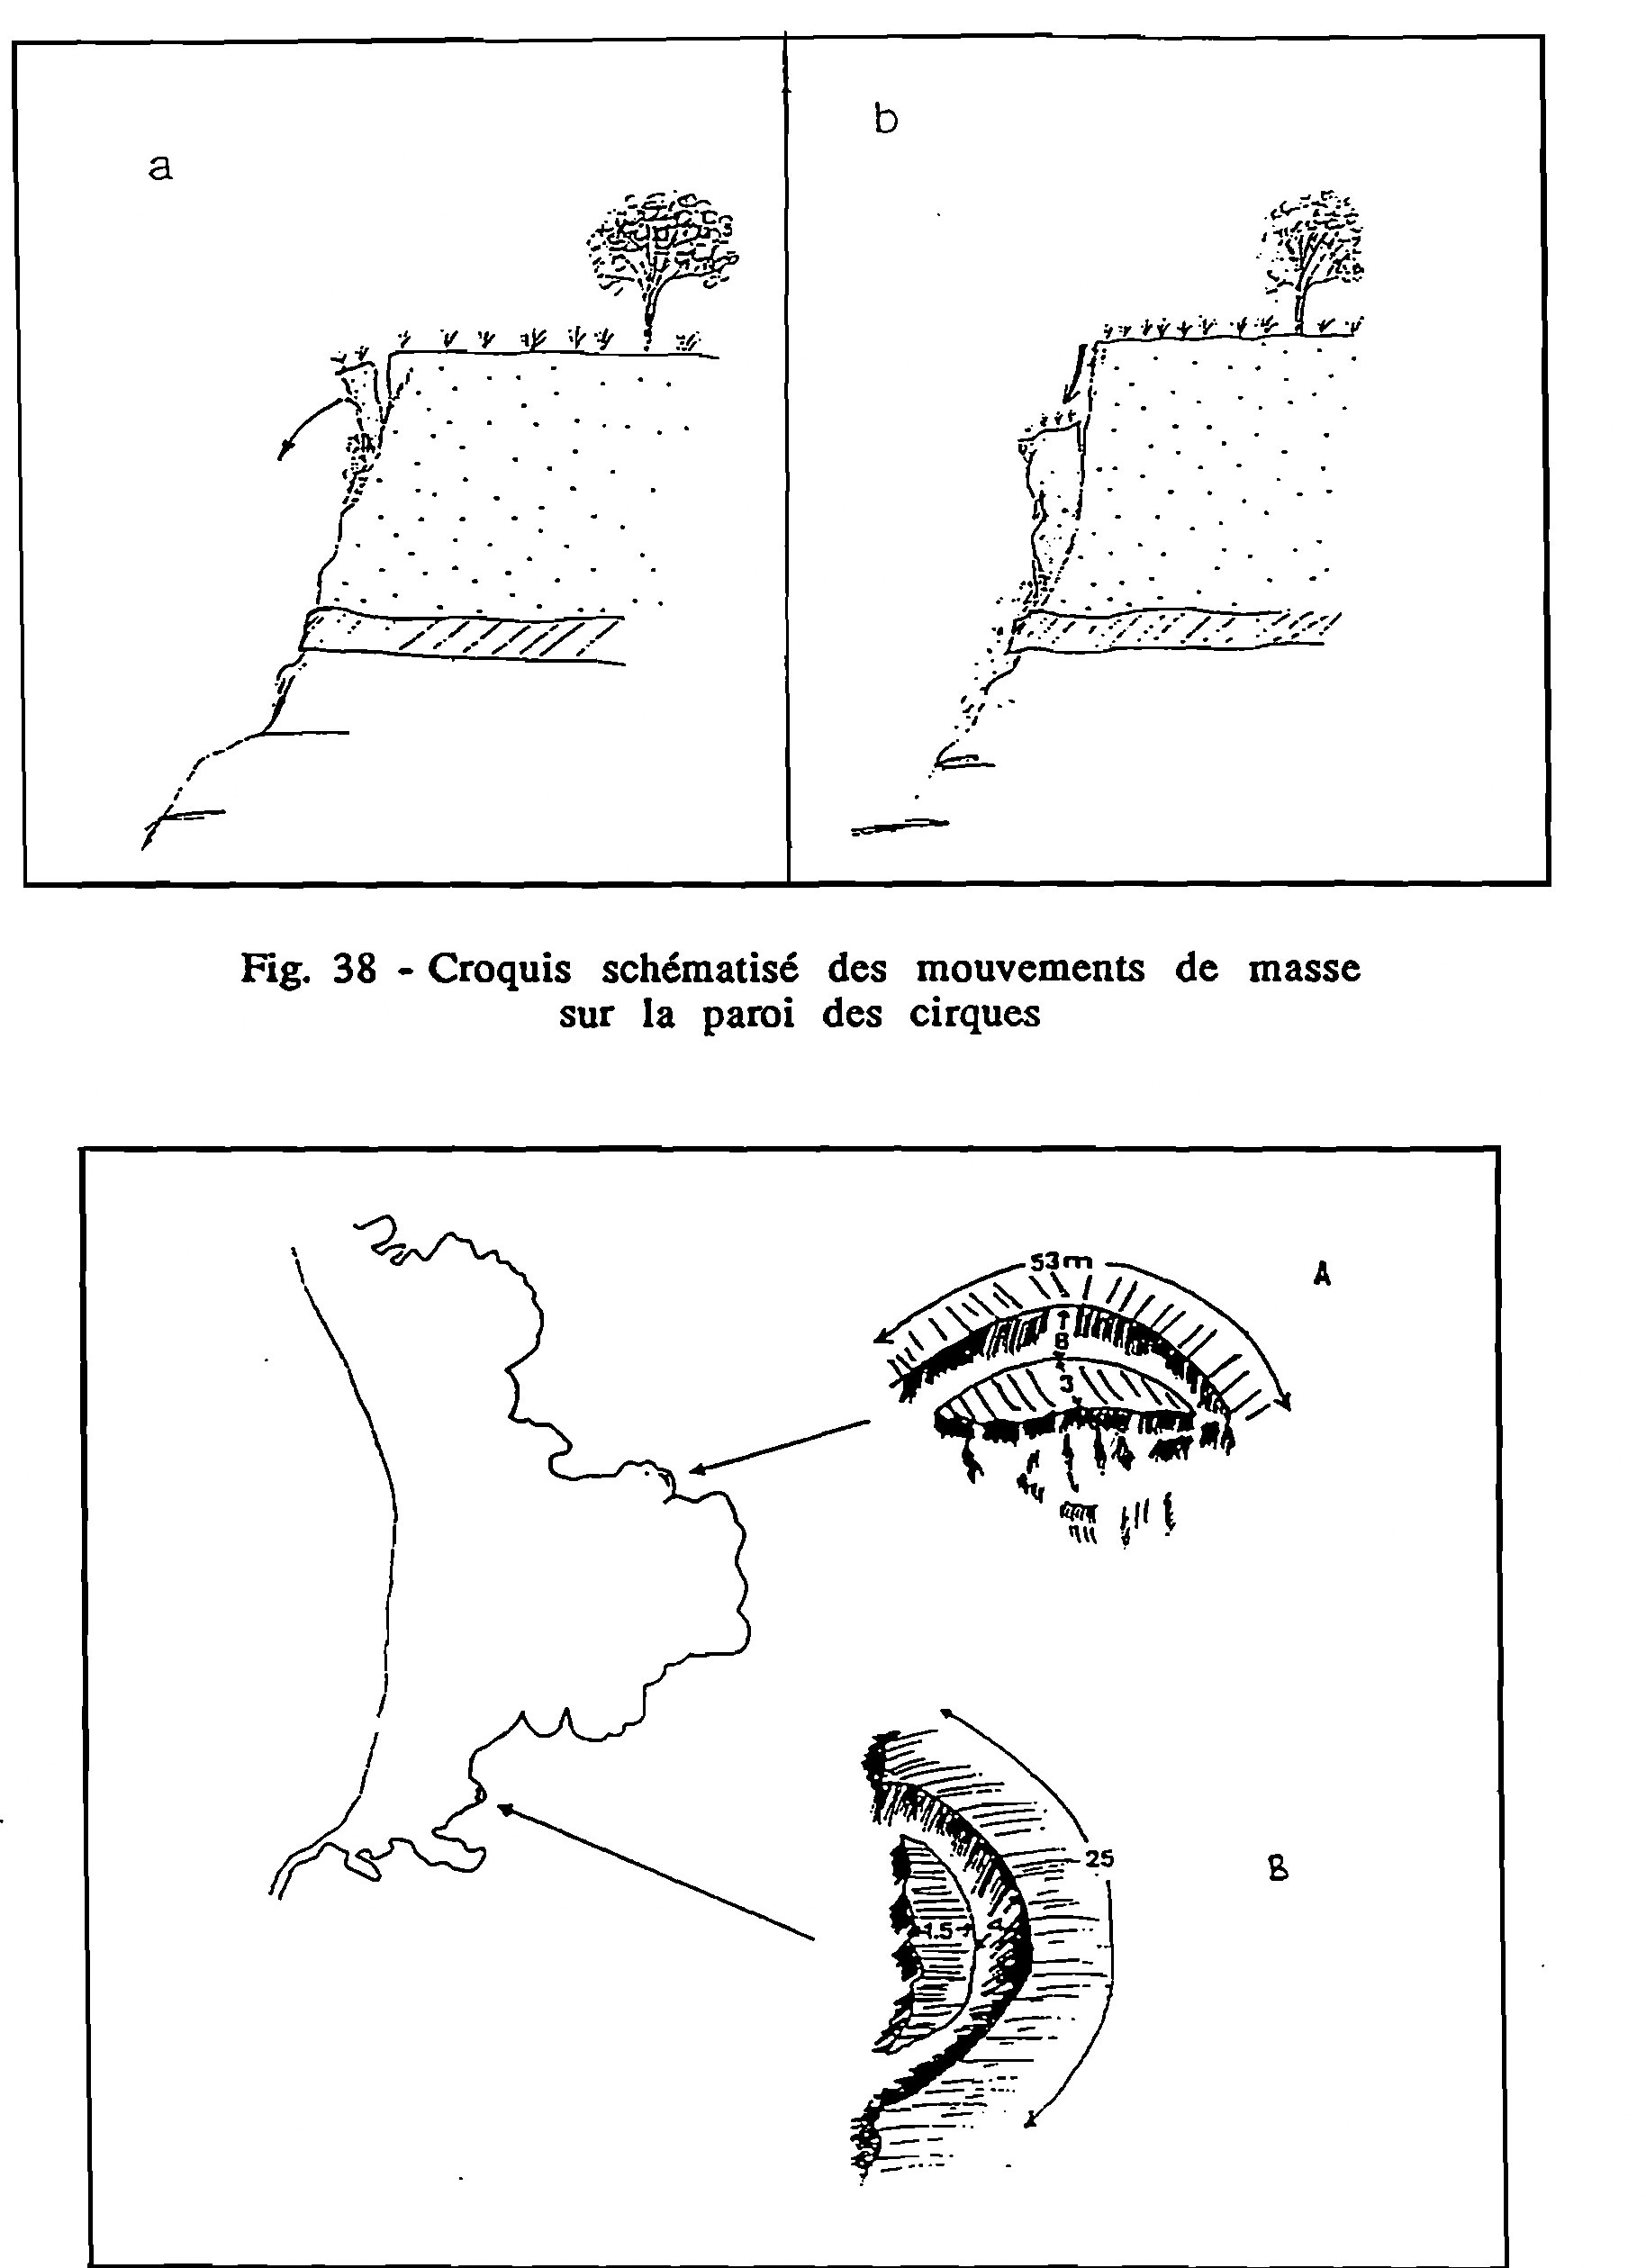 a
b
Fig. 38 - Croquis schématisé des mouvements de masse
sur la paroi des cirques
53m
A
8
3
25
B
1.5